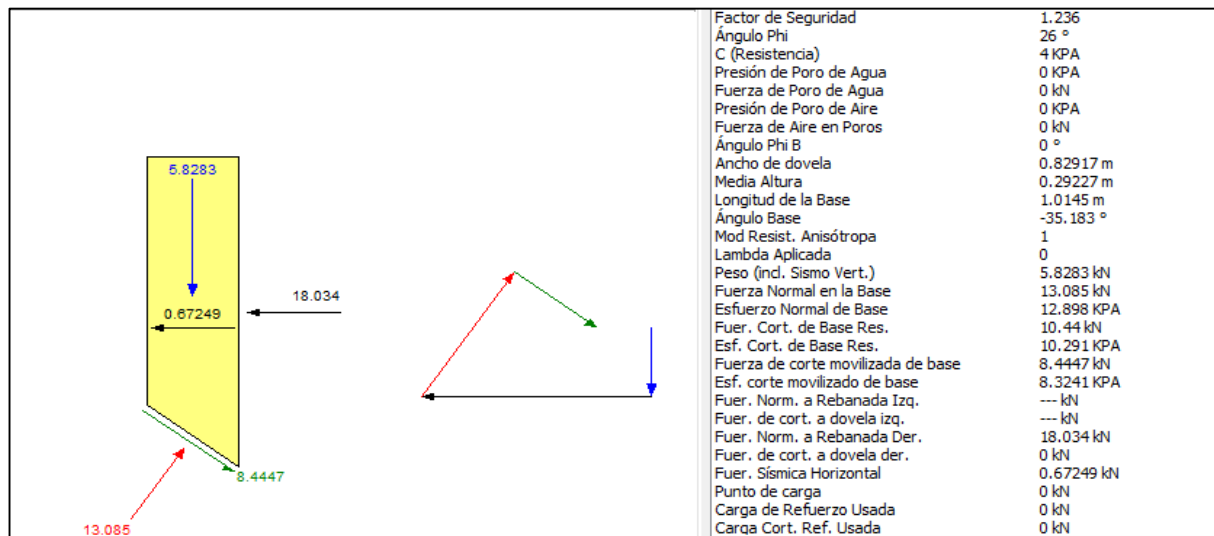 5.8283
0.67249
18.034
8.4447
13.085
Factor de Seguridad 1.236
Ángulo Phi 26 °
C (Resistencia) 4 KPA
Presión de Poro de Agua 0 KPA
Fuerza de Poro de Agua 0 kN
Presión de Poro de Aire 0 KPA
Fuerza de Aire en Poros 0 kN
Ángulo Phi B 0 °
Ancho de dovela 0.82917 m
Media Altura 0.29227 m
Longitud de la Base 1.0145 m
Ángulo Base -35.183 °
Mod Resist. Anisótropa 1
Lambda Aplicada 0
Peso (incl. Sismo Vert.) 5.8283 kN
Fuerza Normal en la Base 13.085 kN
Esfuerzo Normal de Base 12.898 KPA
Fuer. Cort. de Base Res. 10.44 kN
Esf. Cort. de Base Res. 10.291 KPA
Fuerza de corte movilizada de base 8.4447 kN
Esf. corte movilizado de base 8.3241 KPA
Fuer. Norm. a Rebanada Izq. --- kN
Fuer. de cort. a dovela izq. --- kN
Fuer. Norm. a Rebanada Der. 18.034 kN
Fuer. de cort. a dovela der. 0 kN
Fuer. Sísmica Horizontal 0.67249 kN
Punto de carga 0 kN
Carga de Refuerzo Usada 0 kN
Carga Cort. Ref. Usada 0 kN